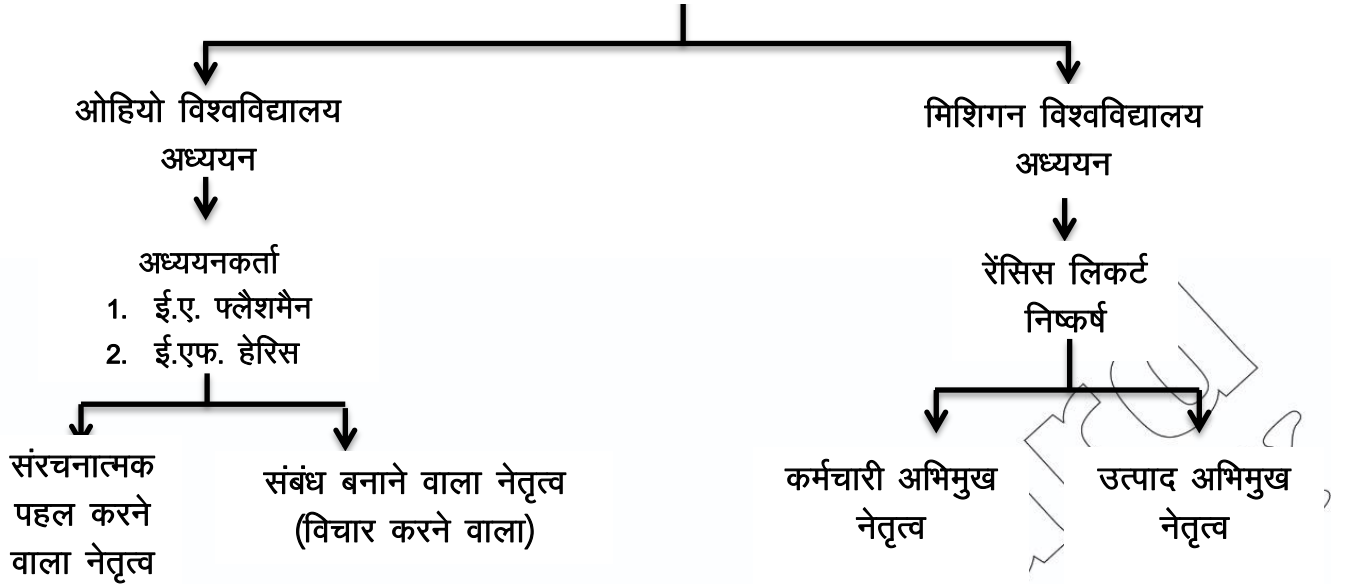 ओहियो विश्वविद्यालय
अध्ययन
अध्ययनकर्ता
1. ई.ए. फ्लैशमैन
2. ई.एफ. हेरिस
संरचनात्मक
पहल करने
वाला नेतृत्व
संबंध बनाने वाला नेतृत्व
(विचार करने वाला)
मिशिगन विश्वविद्यालय
अध्ययन
रेंसिस लिकर्ट
निष्कर्ष
कर्मचारी अभिमुख
नेतृत्व
उत्पाद अभिमुख
नेतृत्व